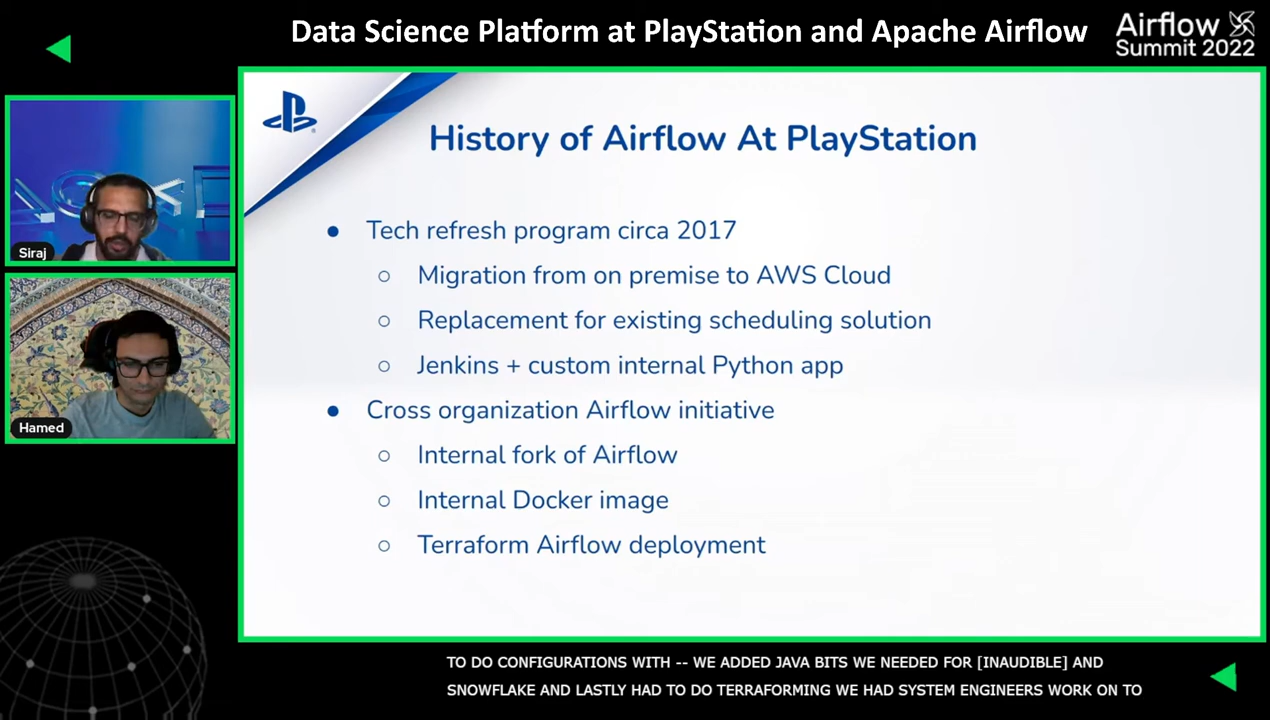 Data Science Platform at PlayStation and Apache Airflow
Airflow
Summit 2022
Siraj
Hamed
History of Airflow At PlayStation
● Tech refresh program circa 2017
○ Migration from on premise to AWS Cloud
○ Replacement for existing scheduling solution
○ Jenkins + custom internal Python app
● Cross organization Airflow initiative
○ Internal fork of Airflow
○ Internal Docker image
○ Terraform Airflow deployment
TO DO CONFIGURATIONS WITH -- WE ADDED JAVA BITS WE NEEDED FOR [INAUDIBLE] AND
SNOWFLAKE AND LASTLY HAD TO DO TERRAFORMING WE HAD SYSTEM ENGINEERS WORK ON TO